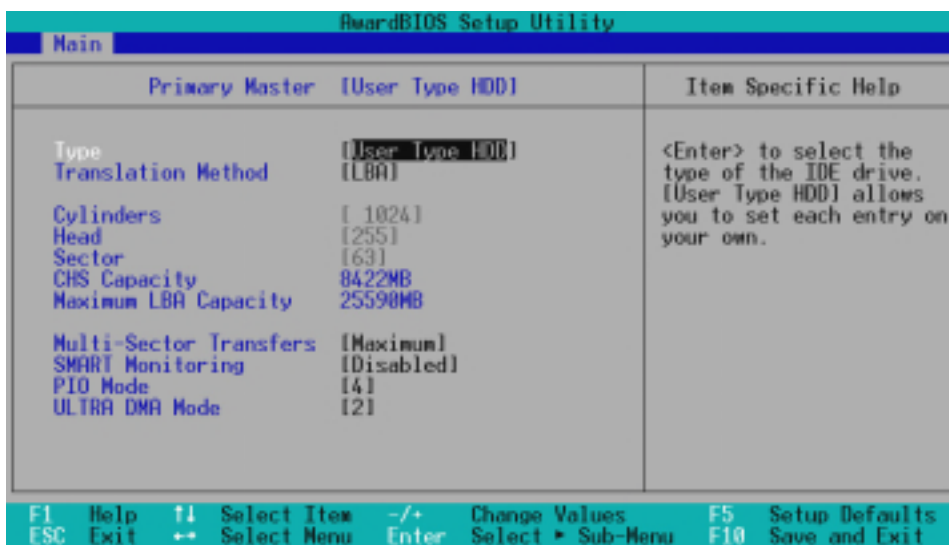 AwardBIOS Setup Utility
Main
Primary Master [User Type HDD]
Item Specific Help
Type [User Type HDD]
Translation Method [LBA]
Cylinders [ 1024]
Head [255]
Sector [63]
CHS Capacity 8422MB
Maximum LBA Capacity 25590MB
Multi-Sector Transfers [Maximum]
SMART Monitoring [Disabled]
PIO Mode [4]
ULTRA DMA Mode [2]
<Enter> to select the
type of the IDE drive.
[User Type HDD] allows
you to set each entry on
your own.
F1 Help ↑↓ Select Item -/+ Change Values F5 Setup Defaults
ESC Exit ←→ Select Menu Enter Select ► Sub-Menu F10 Save and Exit